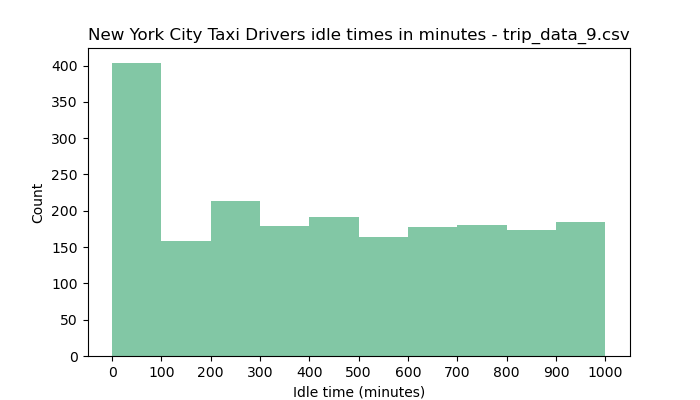 New York City Taxi Drivers idle times in minutes - trip_data_9.csv
400
350
300
250
200
150
100
50
0
Count
0 100 200 300 400 500 600 700 800 900 1000
Idle time (minutes)